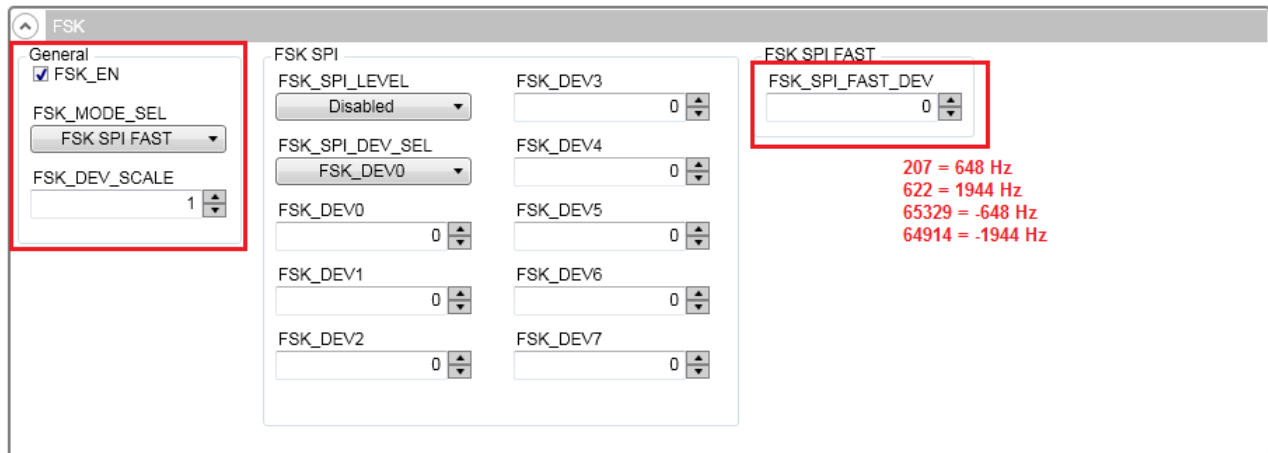 FSK
General
FSK_EN
FSK_MODE_SEL
FSK SPI FAST
FSK_DEV_SCALE
1
FSK SPI
FSK_SPI_LEVEL
Disabled
FSK_SPI_DEV_SEL
FSK_DEV0
FSK_DEV0
0
FSK_DEV1
0
FSK_DEV2
0
FSK_DEV3
0
FSK_DEV4
0
FSK_DEV5
0
FSK_DEV6
0
FSK_DEV7
0
FSK SPI FAST
FSK_SPI_FAST_DEV
0
207 = 648 Hz
622 = 1944 Hz
65329 = -648 Hz
64914 = -1944 Hz